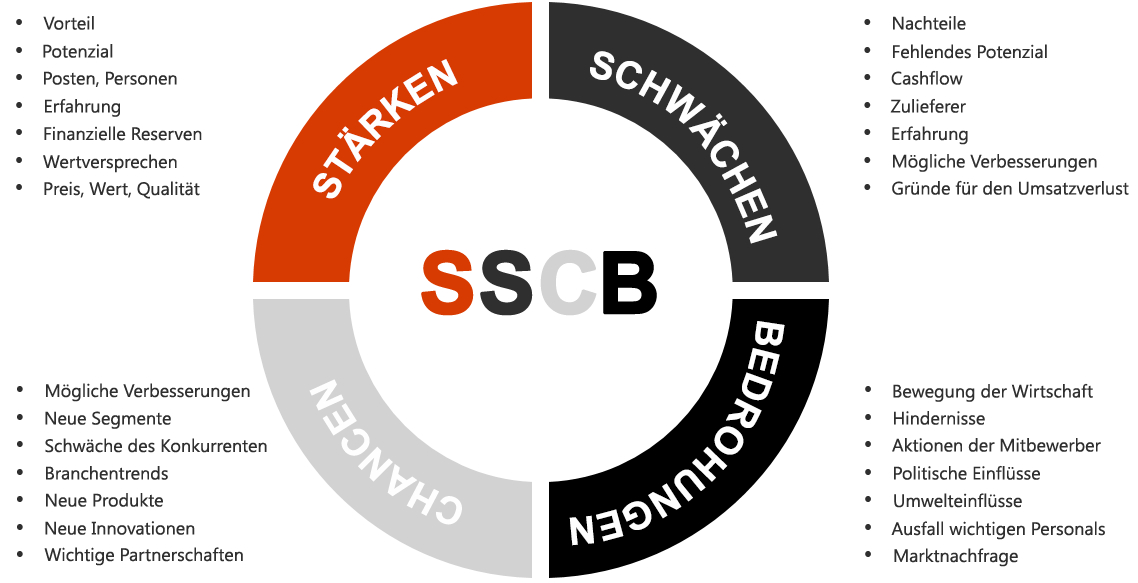 • Vorteil
• Potenzial
• Posten, Personen
• Erfahrung
• Finanzielle Reserven
• Wertversprechen
• Preis, Wert, Qualität
STÄRKEN
SCHWÄCHEN
• Nachteile
• Fehlendes Potenzial
• Cashflow
• Zulieferer
• Erfahrung
• Mögliche Verbesserungen
• Gründe für den Umsatzverlust
SSCB
• Mögliche Verbesserungen
• Neue Segmente
• Schwäche des Konkurrenten
• Branchentrends
• Neue Produkte
• Neue Innovationen
• Wichtige Partnerschaften
CHANCEN
BEDROHUNGEN
• Bewegung der Wirtschaft
• Hindernisse
• Aktionen der Mitbewerber
• Politische Einflüsse
• Umwelteinflüsse
• Ausfall wichtigen Personals
• Marktnachfrage